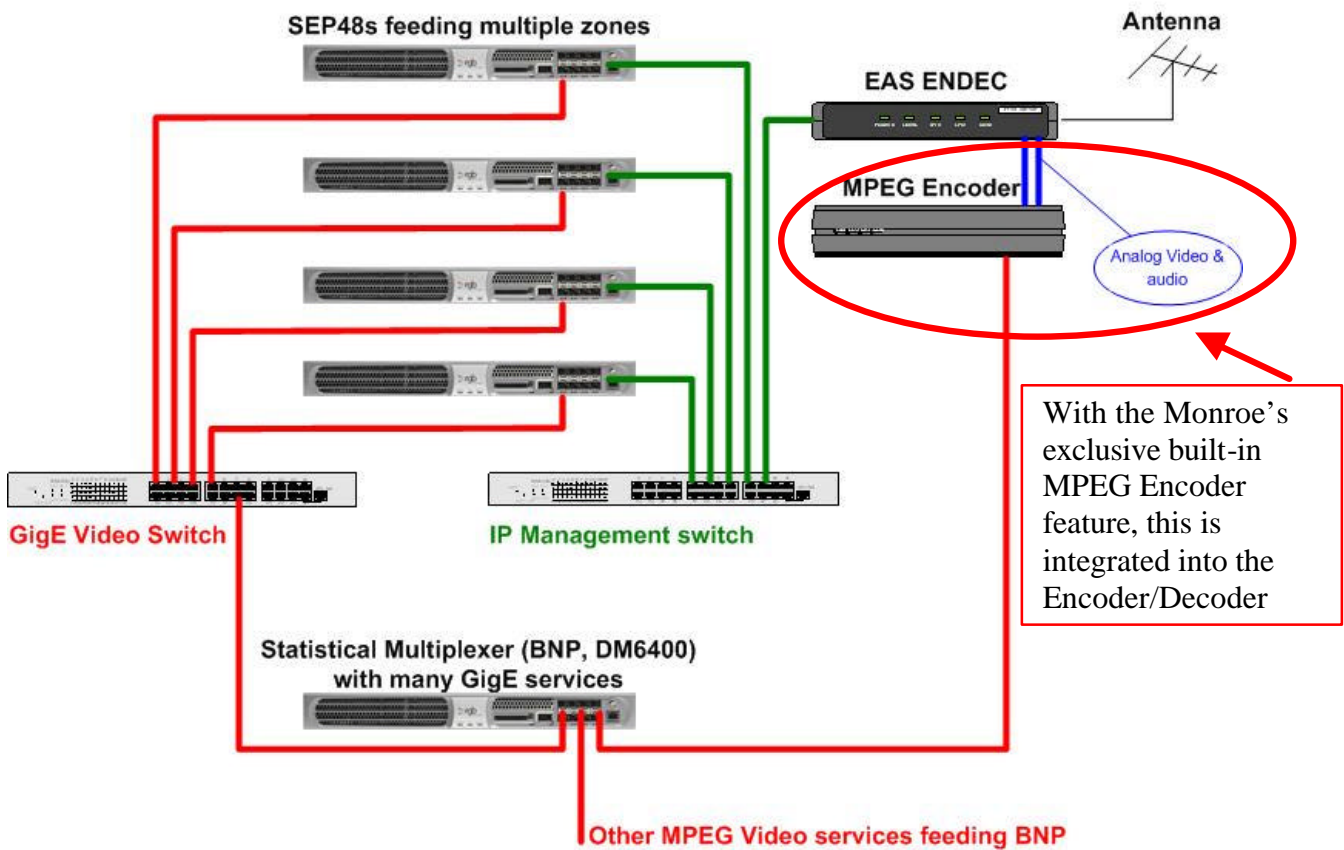 SEP48s feeding multiple zones
Antenna
EAS ENDEC
MPEG Encoder
Analog Video &
audio
With the Monroe's
exclusive built-in
MPEG Encoder
feature, this is
integrated into the
Encoder/Decoder
GigE Video Switch
IP Management switch
Statistical Multiplexer (BNP, DM6400)
with many GigE services
Other MPEG Video services feeding BNP